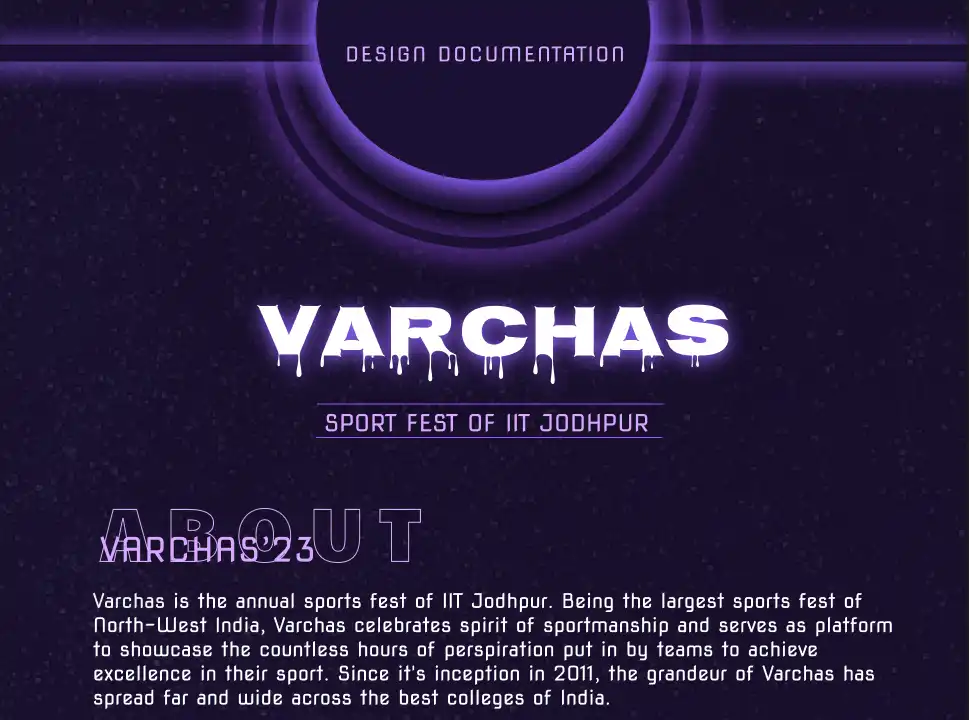 DESIGN DOCUMENTATION
VARCHAS
SPORT FEST OF IIT JODHPUR
ABOUT
VARCHAS'23
Varchas is the annual sports fest of IIT Jodhpur. Being the largest sports fest of
North-West India, Varchas celebrates spirit of sportmanship and serves as platform
to showcase the countless hours of perspiration put in by teams to achieve
excellence in their sport. Since it's inception in 2011, the grandeur of Varchas has
spread far and wide across the best colleges of India.